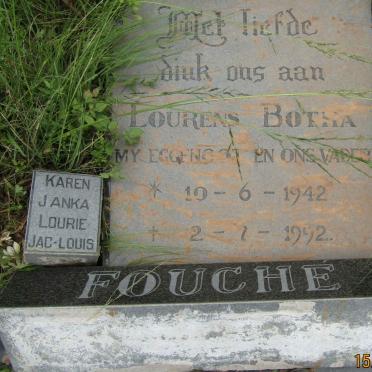 Met liefde
dink ons aan
LOURENS BOTHA
MY EGGENOOT EN ONS VADER
* 19-6-1942
+ 2-7-1992.
KAREN
JANKA
LOURIE
JAC-LOUIS
FOUCHÉ
15